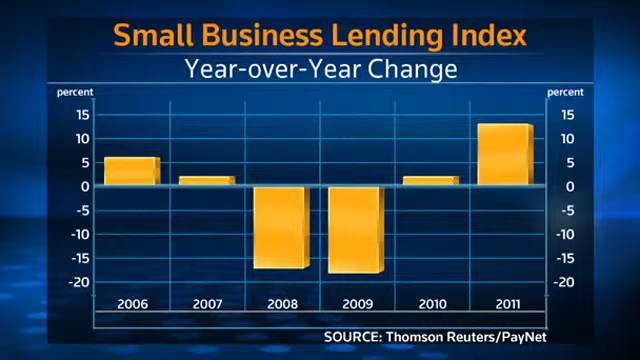 Small Business Lending Index
Year-over-Year Change
percent percent
15 15
10 10
5 5
0 0
-5 -5
-10 -10
-15 -15
-20 -20
2006 2007 2008 2009 2010 2011
SOURCE: Thomson Reuters/PayNet